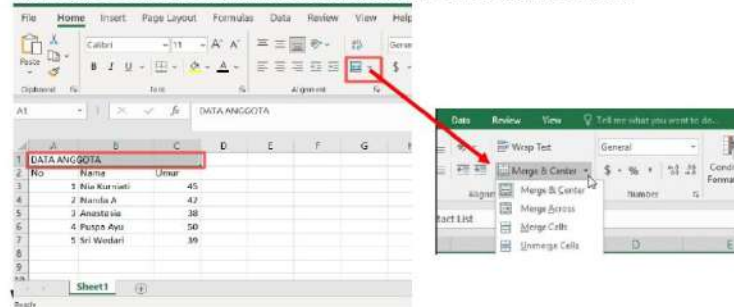 File Home Insert Page Layout Formulas Data Review View Help
Paste
Calibri 11 A A
B I U A
Clipboard Font Alignment
$
A1 fx DATA ANGGOTA
A B C D E F G
1 DATA ANGGOTA
2 No Nama Umur
3 1 Nia Kurniati 45
4 2 Nanda A 42
5 3 Anastasia 38
6 4 Puspa Ayu 50
7 5 Sri Wedari 39
8
9
Sheet1
Ready
Data Review View Tell me what you want to do...
Wrap Text General
Merge & Center $ %
Number
Merge & Center
Merge Across
Merge Cells
Unmerge Cells
tact List
D E